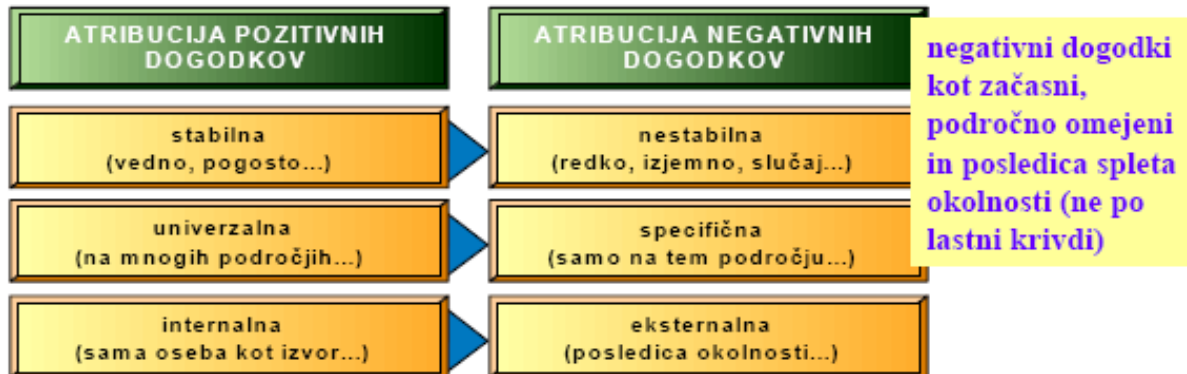 ATRIBUCIJA POZITIVNIH
DOGODKOV
ATRIBUCIJA NEGATIVNIH
DOGODKOV
stabilna
(vedno, pogosto...)
nestabilna
(redko, izjemno, slučaj...)
univerzalna
(na mnogih področjih...)
specifična
(samo na tem področju...)
internalna
(sama oseba kot izvor...)
eksternalna
(posledica okolnosti...)
negativni dogodki
kot začasni,
področno omejeni
in posledica spleta
okolnosti (ne po
lastni krivdi)